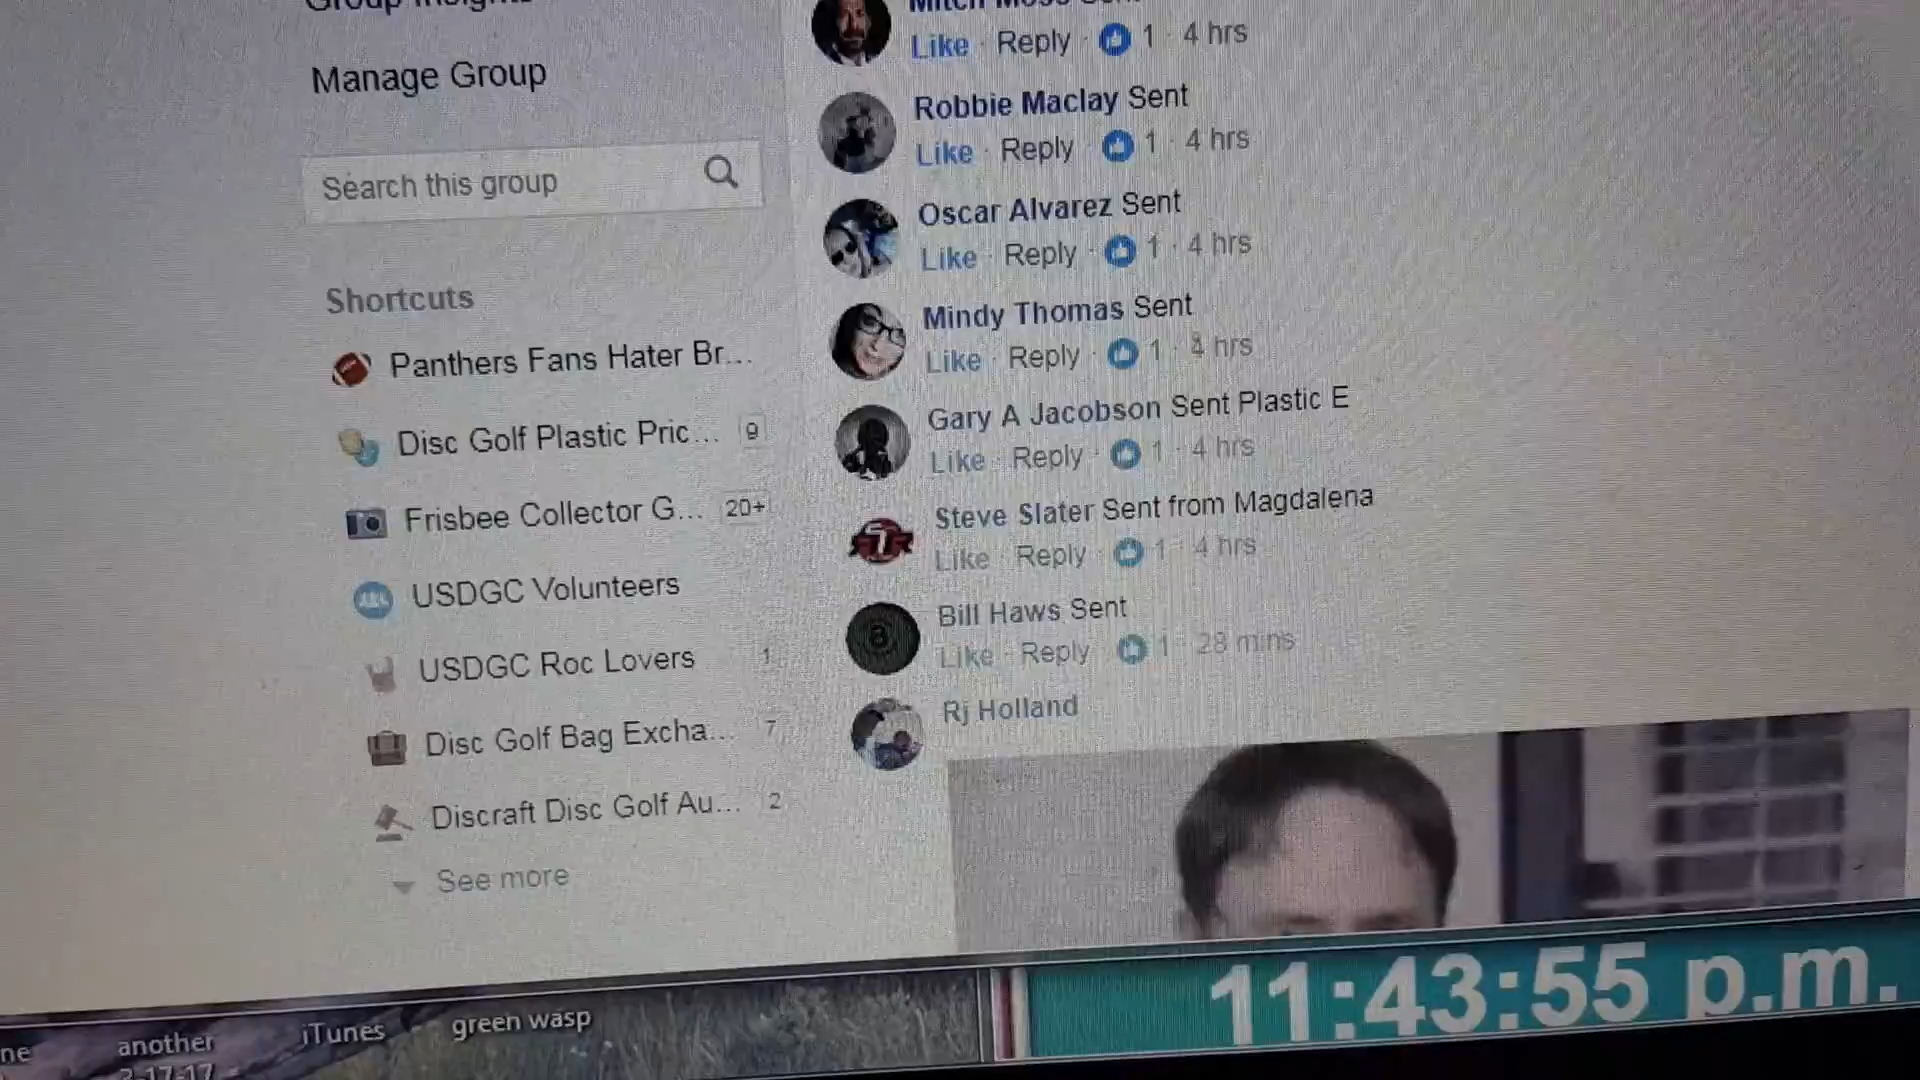 Manage Group
Search this group
Shortcuts
Panthers Fans Hater Br...
Disc Golf Plastic Pric... 9
Frisbee Collector G... 20+
USDGC Volunteers
USDGC Roc Lovers 1
Disc Golf Bag Excha... 7
Discraft Disc Golf Au... 2
See more
Like · Reply · 1 · 4 hrs
Robbie Maclay Sent
Like · Reply · 1 · 4 hrs
Oscar Alvarez Sent
Like · Reply · 1 · 4 hrs
Mindy Thomas Sent
Like · Reply · 1 · 4 hrs
Gary A Jacobson Sent Plastic E
Like · Reply · 1 · 4 hrs
Steve Slater Sent from Magdalena
Like · Reply · 1 · 4 hrs
Bill Haws Sent
Like · Reply · 1 · 28 mins
Rj Holland
11:43:55 p.m.
another
iTunes
green wasp